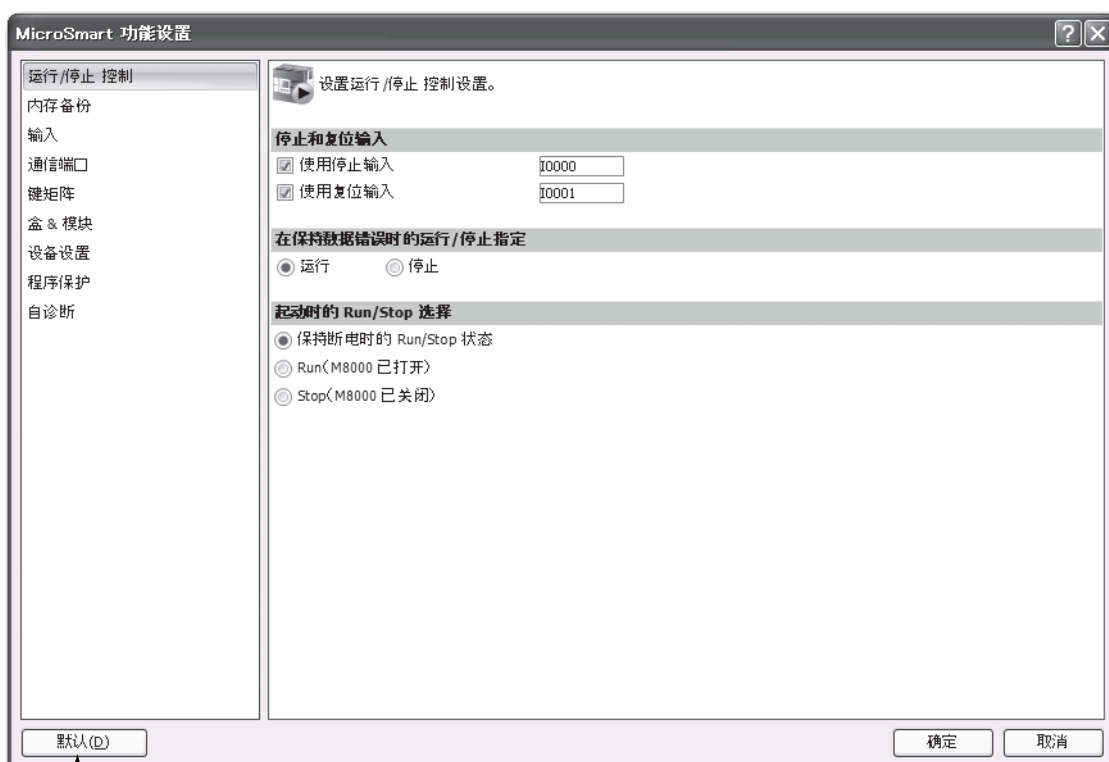 MicroSmart 功能设置
运行/停止 控制
内存备份
输入
通信端口
键矩阵
盒 & 模块
设备设置
程序保护
自诊断
设置运行/停止 控制设置。
停止和复位输入
使用停止输入 I0000
使用复位输入 I0001
在保持数据错误时的运行/停止指定
运行 停止
起动时的 Run/Stop 选择
保持断电时的 Run/Stop 状态
Run(M8000 已打开)
Stop(M8000 已关闭)
默认(D) 确定 取消